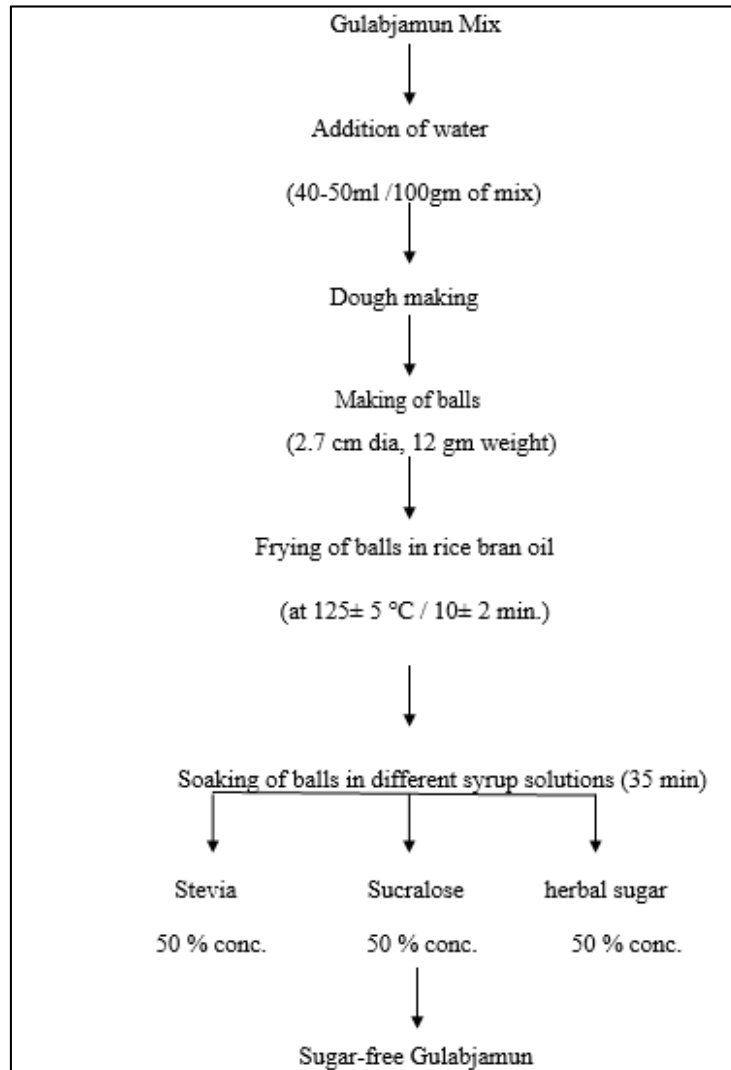 Gulabjamun Mix
Addition of water
(40-50ml /100gm of mix)
Dough making
Making of balls
(2.7 cm dia, 12 gm weight)
Frying of balls in rice bran oil
(at 125± 5 °C / 10± 2 min.)
Soaking of balls in different syrup solutions (35 min)
Stevia Sucralose herbal sugar
50 % conc. 50 % conc. 50 % conc.
Sugar-free Gulabjamun